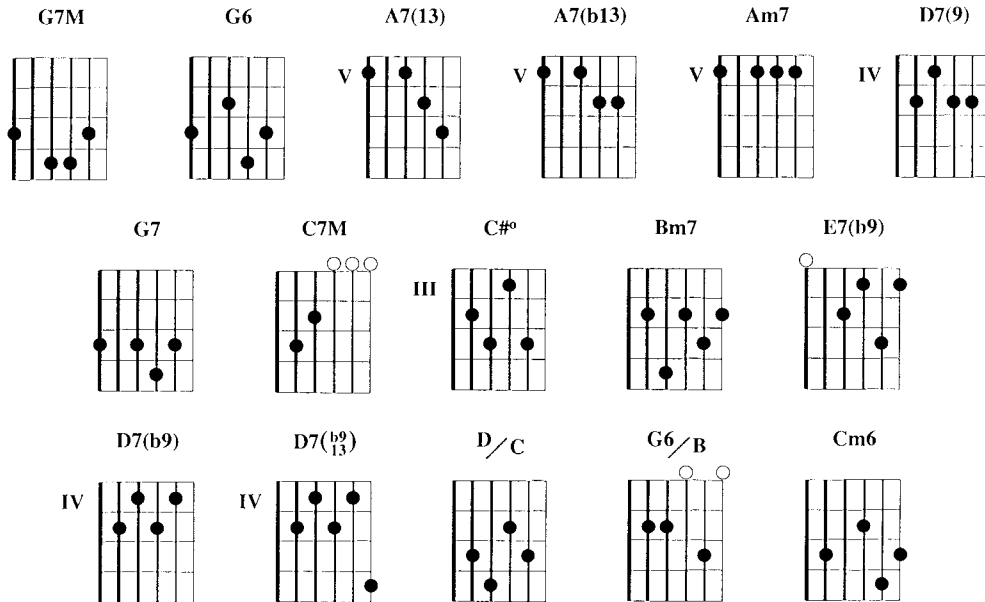 G7M G6 A7(13) A7(b13) Am7 D7(9)
V V V IV
G7 C7M C#º Bm7 E7(b9)
III
D7(b9) D7(b9 13) D/C G6/B Cm6
IV IV